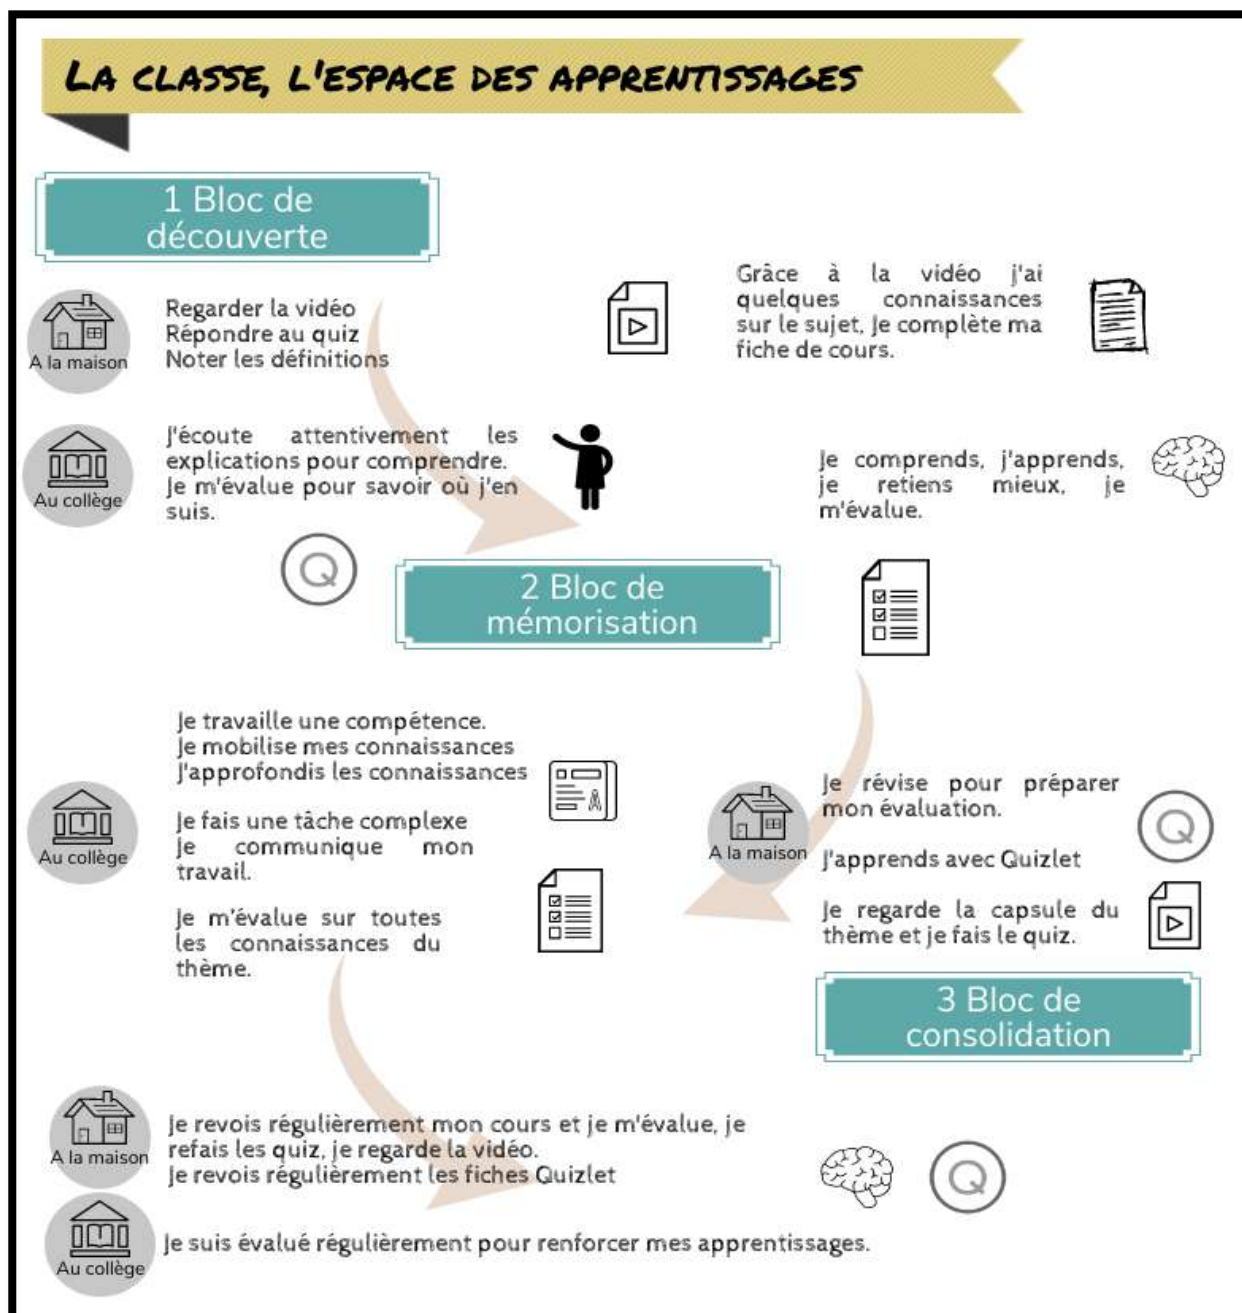 LA CLASSE, L'ESPACE DES APPRENTISSAGES
1 Bloc de
découverte
A la maison
Regarder la vidéo
Répondre au quiz
Noter les définitions
Grâce à la vidéo j'ai
quelques connaissances
sur le sujet, je complète ma
fiche de cours.
Au collège
J'écoute attentivement les
explications pour comprendre.
Je m'évalue pour savoir où j'en
suis.
Je comprends, j'apprends,
je retiens mieux, je
m'évalue.
Q
2 Bloc de
mémorisation
Au collège
Je travaille une compétence.
Je mobilise mes connaissances
J'approfondis les connaissances
Je fais une tâche complexe
Je communique mon
travail.
Je m'évalue sur toutes
les connaissances du
thème.
A la maison
Je révise pour préparer
mon évaluation.
J'apprends avec Quizlet
Je regarde la capsule du
thème et je fais le quiz.
Q
3 Bloc de
consolidation
A la maison
Je revois régulièrement mon cours et je m'évalue, je
refais les quiz, je regarde la vidéo.
Je revois régulièrement les fiches Quizlet
Q
Au collège
Je suis évalué régulièrement pour renforcer mes apprentissages.